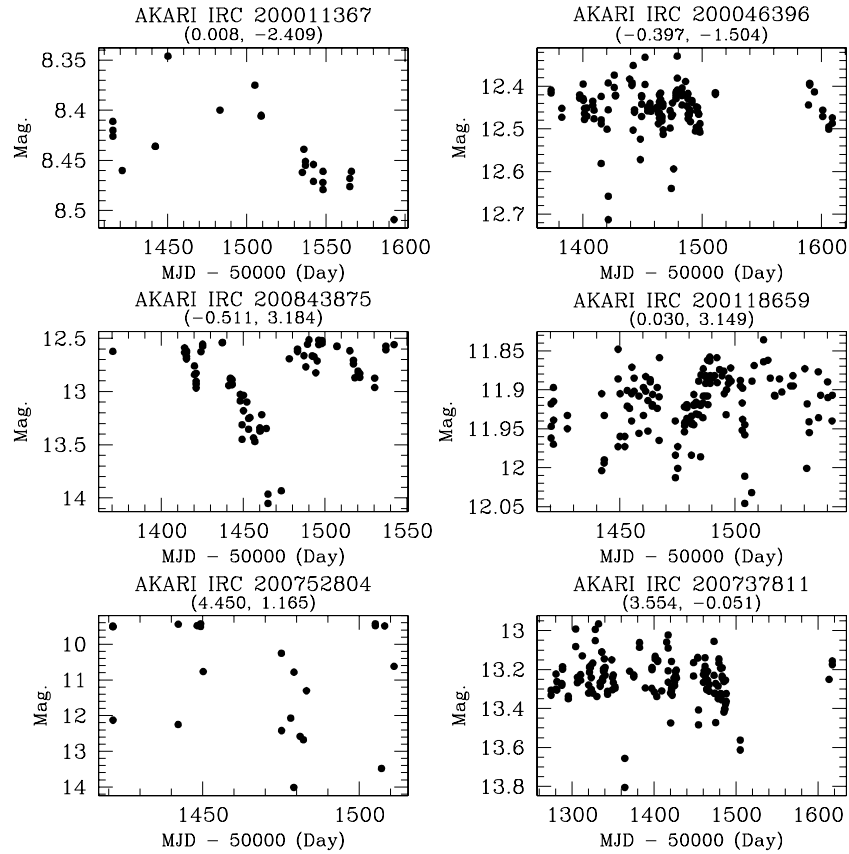 AKARI IRC 200011367
(0.008, −2.409)
8.35
8.4
8.45
8.5
Mag.
1450 1500 1550 1600
MJD − 50000 (Day)
AKARI IRC 200046396
(−0.397, −1.504)
12.4
12.5
12.6
12.7
Mag.
1400 1500 1600
MJD − 50000 (Day)
AKARI IRC 200843875
(−0.511, 3.184)
12.5
13
13.5
14
Mag.
1400 1450 1500 1550
MJD − 50000 (Day)
AKARI IRC 200118659
(0.030, 3.149)
11.85
11.9
11.95
12
12.05
Mag.
1450 1500
MJD − 50000 (Day)
AKARI IRC 200752804
(4.450, 1.165)
10
11
12
13
14
Mag.
1450 1500
MJD − 50000 (Day)
AKARI IRC 200737811
(3.554, −0.051)
13
13.2
13.4
13.6
13.8
Mag.
1300 1400 1500 1600
MJD − 50000 (Day)